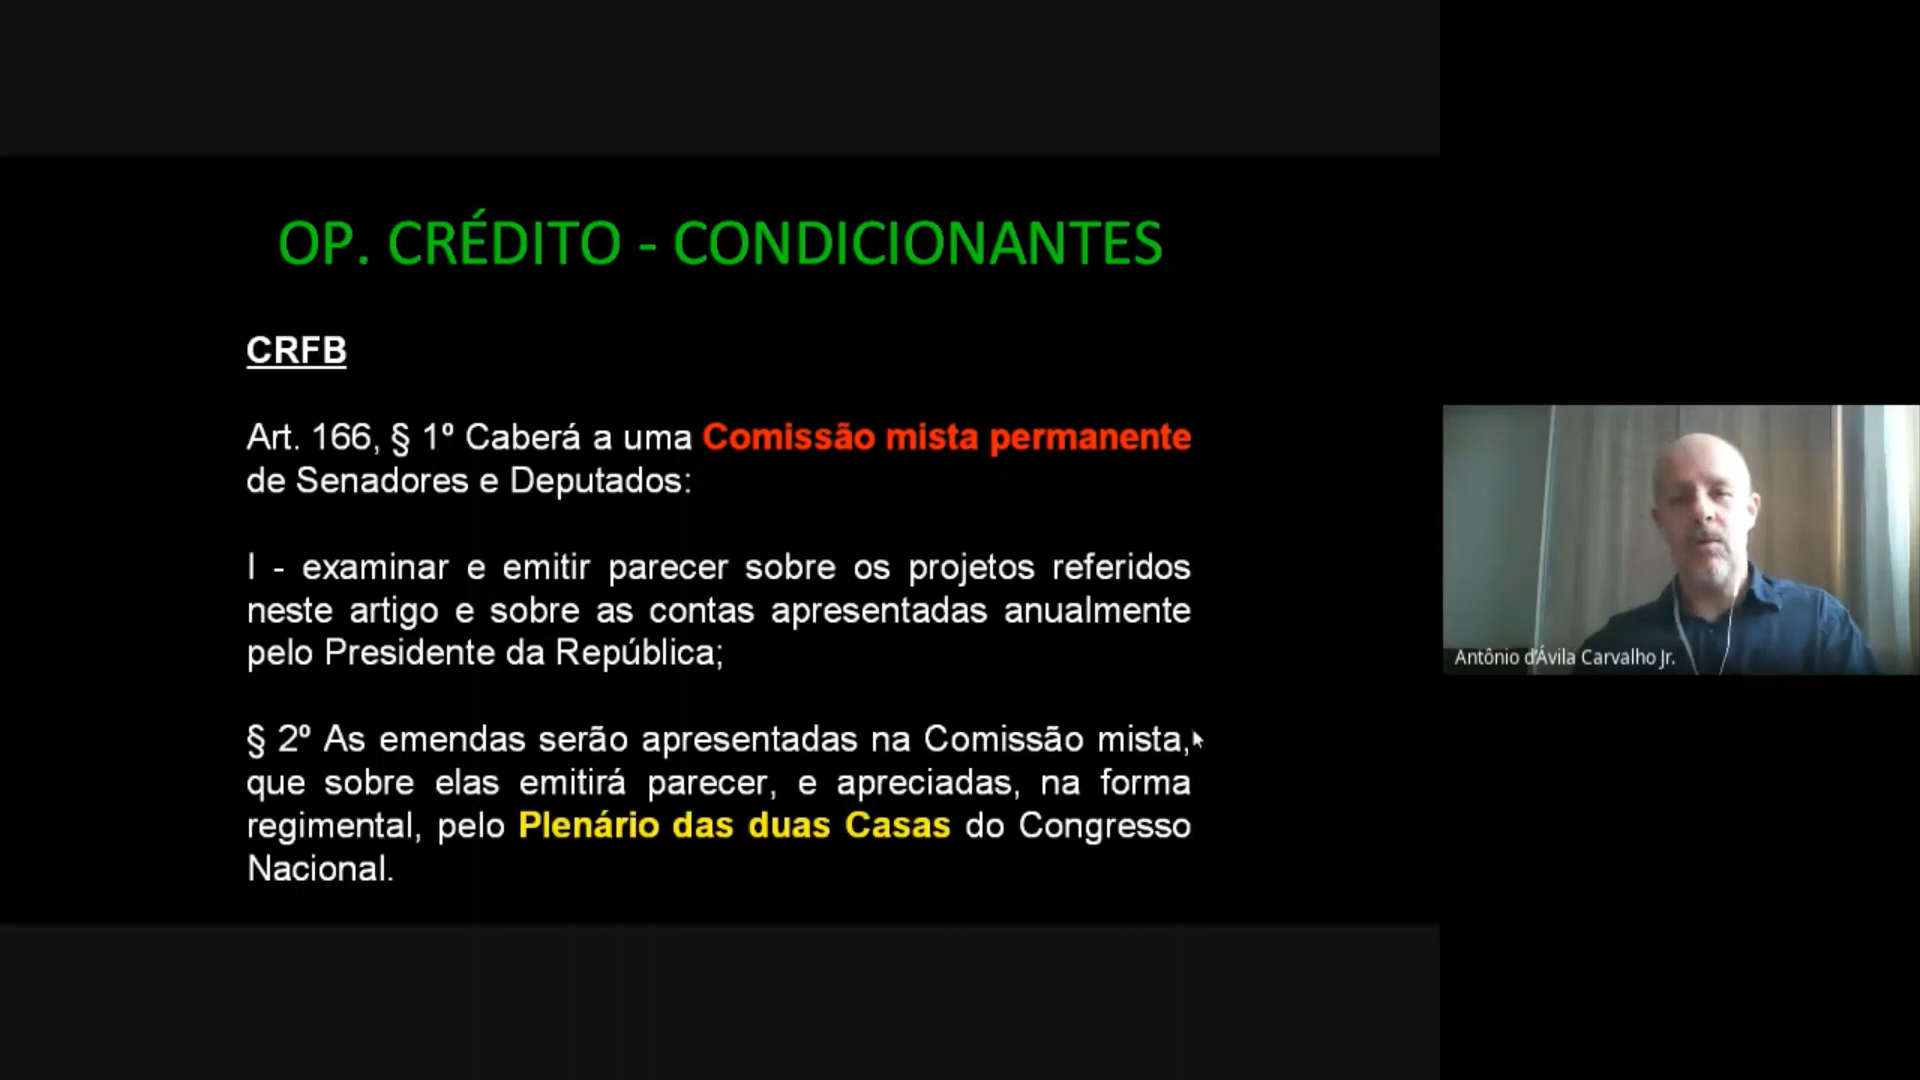 OP. CRÉDITO - CONDICIONANTES
CRFB
Art. 166, § 1º Caberá a uma Comissão mista permanente
de Senadores e Deputados:
I - examinar e emitir parecer sobre os projetos referidos
neste artigo e sobre as contas apresentadas anualmente
pelo Presidente da República;
§ 2º As emendas serão apresentadas na Comissão mista,
que sobre elas emitirá parecer, e apreciadas, na forma
regimental, pelo Plenário das duas Casas do Congresso
Nacional.
Antônio d'Ávila Carvalho Jr.